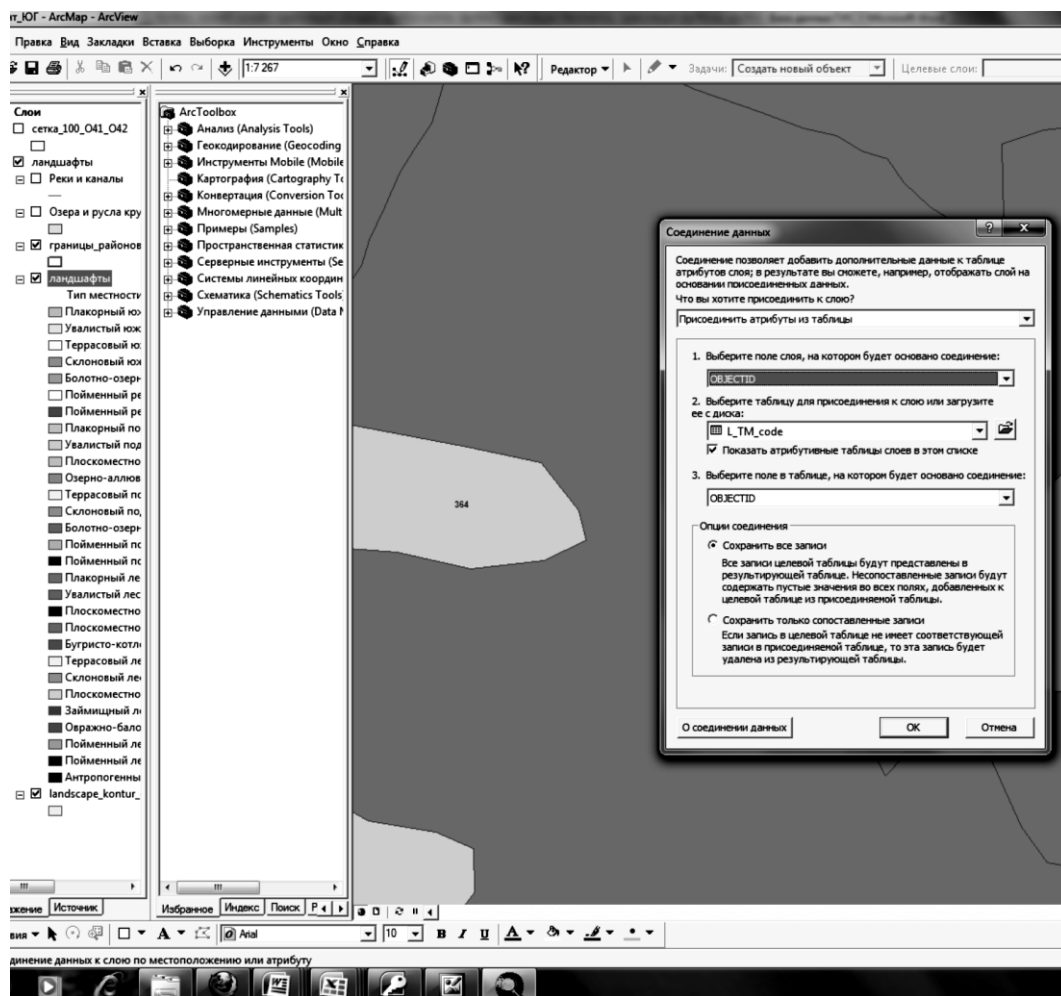 т_ЮГ - ArcMap - ArcView
Правка Вид Закладки Вставка Выборка Инструменты Окно Справка
1:7 267
Редактор
Задачи: Создать новый объект
Целевые слои:
Слои
сетка_100_О41_О42
ландшафты
Реки и каналы
Озера и русла кру
границы_районов
ландшафты
Тип местности
Плакорный юж
Увалистый юж
Террасовый ю
Склоновый юж
Болотно-озерн
Пойменный ре
Пойменный ре
Плакорный по
Увалистый под
Плоскоместно
Озерно-аллюв
Террасовый по
Склоновый по
Болотно-озерн
Пойменный по
Пойменный по
Плакорный ле
Увалистый лес
Плоскоместно
Плоскоместно
Бугристо-котл
Террасовый ле
Склоновый ле
Плоскоместно
Займищный л
Овражно-бало
Пойменный ле
Пойменный ле
Антропогенны
landscape_kontur_
ажение Источник
ArcToolbox
Анализ (Analysis Tools)
Геокодирование (Geocoding
Инструменты Mobile (Mobile
Картография (Cartography To
Конвертация (Conversion Too
Многомерные данные (Mult
Примеры (Samples)
Пространственная статистик
Серверные инструменты (Se
Системы линейных координ
Схематика (Schematics Tools
Управление данными (Data M
Избранное Индекс Поиск Р
364
Соединение данных
Соединение позволяет добавить дополнительные данные к таблице
атрибутов слоя; в результате вы сможете, например, отображать слой на
основании присоединенных данных.
Что вы хотите присоединить к слою?
Присоединить атрибуты из таблицы
1. Выберите поле слоя, на котором будет основано соединение:
OBJECTID
2. Выберите таблицу для присоединения к слою или загрузите
ее с диска:
L_TM_code
Показать атрибутивные таблицы слоев в этом списке
3. Выберите поле в таблице, на котором будет основано соединение:
OBJECTID
Опции соединения
Сохранить все записи
Все записи целевой таблицы будут представлены в
результирующей таблице. Несопоставленные записи будут
содержать пустые значения во всех полях, добавленных к
целевой таблице из присоединяемой таблицы.
Сохранить только сопоставленные записи
Если запись в целевой таблице не имеет соответствующей
записи в присоединяемой таблице, то эта запись будет
удалена из результирующей таблицы.
О соединении данных
OK
Отмена
вия
Arial
10
B I U A
динение данных к слою по местоположению или атрибуту